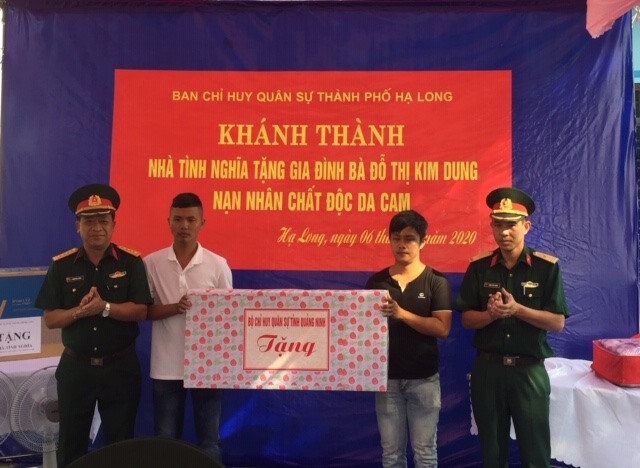 BAN CHỈ HUY QUÂN SỰ THÀNH PHỐ HẠ LONG
KHÁNH THÀNH
NHÀ TÌNH NGHĨA TẶNG GIA ĐÌNH BÀ ĐỖ THỊ KIM DUNG
NẠN NHÂN CHẤT ĐỘC DA CAM
Hạ Long, ngày 06 năm 2020
BỘ CHỈ HUY QUÂN SỰ TỈNH QUẢNG NINH
Tặng
TẶNG